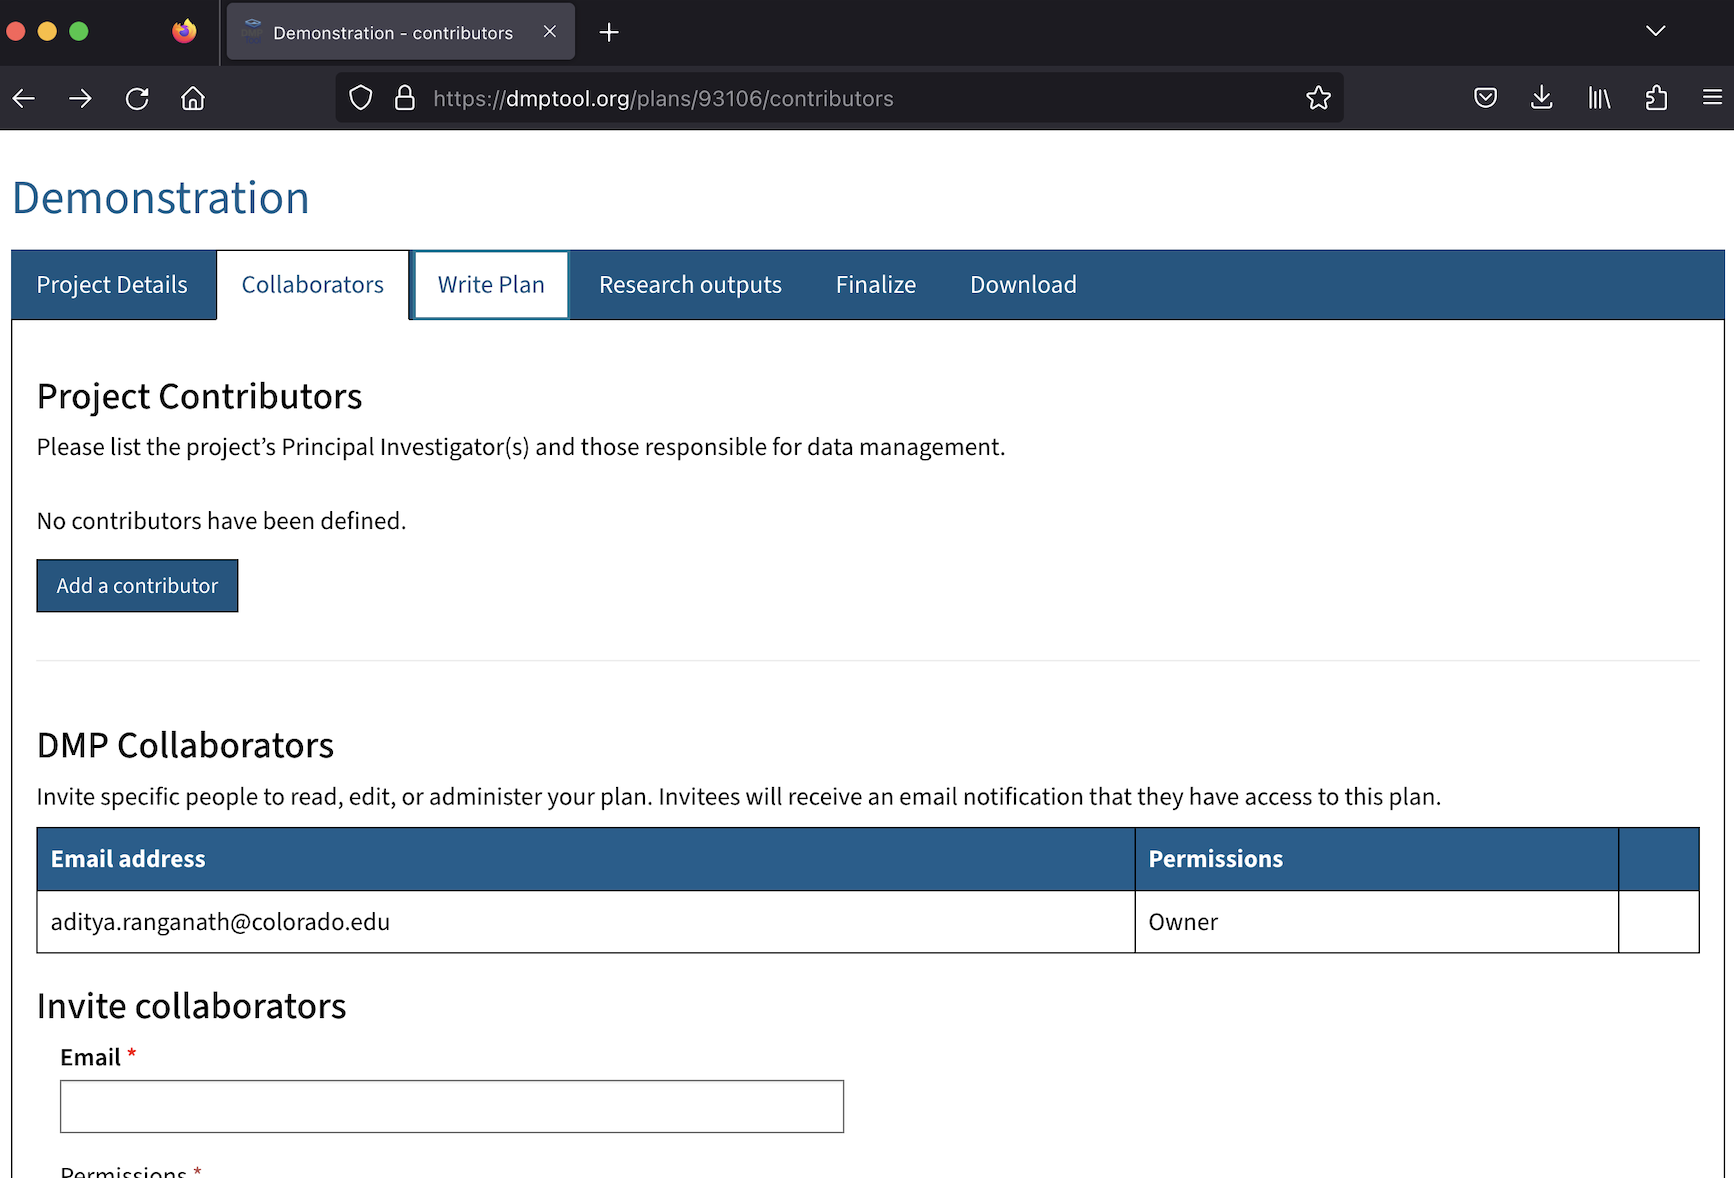 Demonstration - contributors
https://dmptool.org/plans/93106/contributors
Demonstration
Project Details Collaborators Write Plan Research outputs Finalize Download
Project Contributors
Please list the project’s Principal Investigator(s) and those responsible for data management.
No contributors have been defined.
Add a contributor
DMP Collaborators
Invite specific people to read, edit, or administer your plan. Invitees will receive an email notification that they have access to this plan.
Email address Permissions
aditya.ranganath@colorado.edu Owner
Invite collaborators
Email *
Permissions *